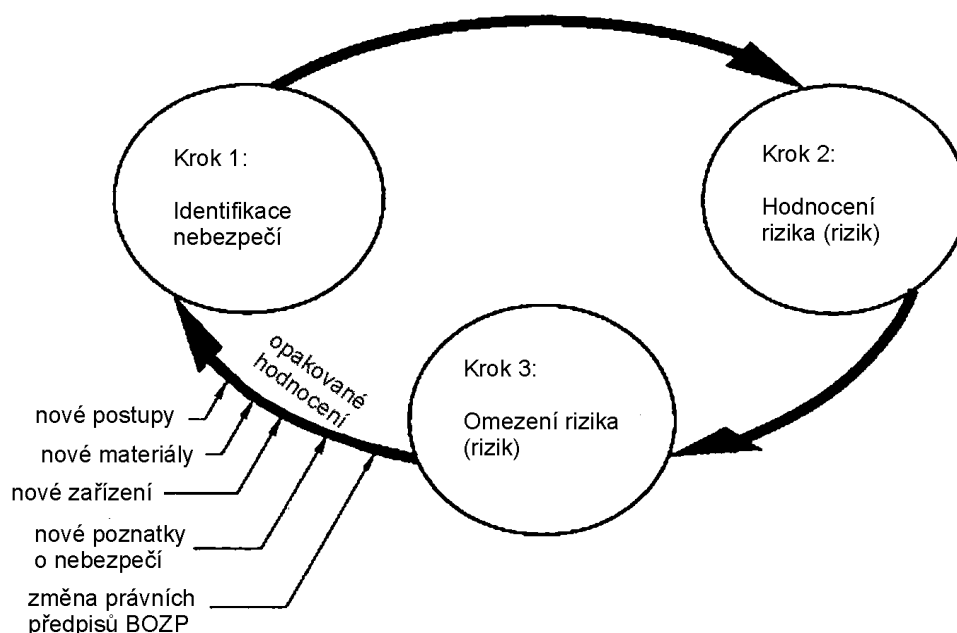 Krok 1:
Identifikace
nebezpečí
Krok 2:
Hodnocení
rizika (rizik)
Krok 3:
Omezení rizika
(rizik)
opakované
hodnocení
nové postupy
nové materiály
nové zařízení
nové poznatky
o nebezpečí
změna právních
předpisů BOZP